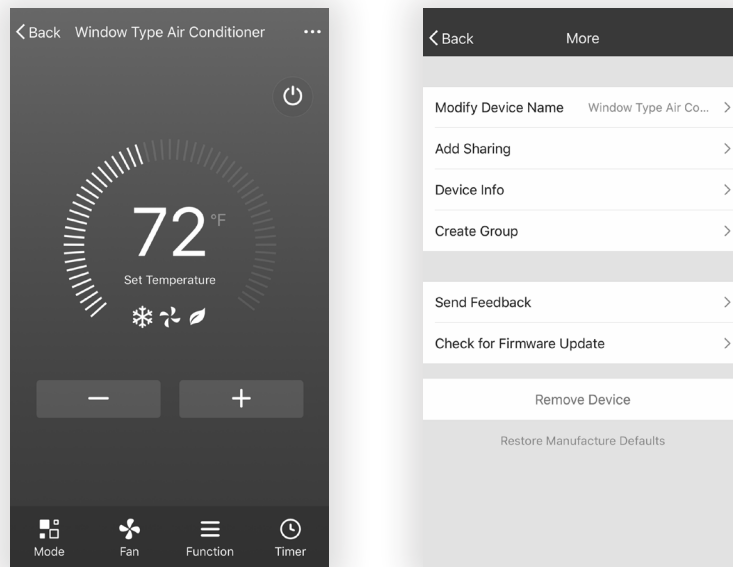 Back Window Type Air Conditioner ...
72 °F
Set Temperature
Mode Fan Function Timer
Back More
Modify Device Name Window Type Air Co...
Add Sharing
Device Info
Create Group
Send Feedback
Check for Firmware Update
Remove Device
Restore Manufacture Defaults